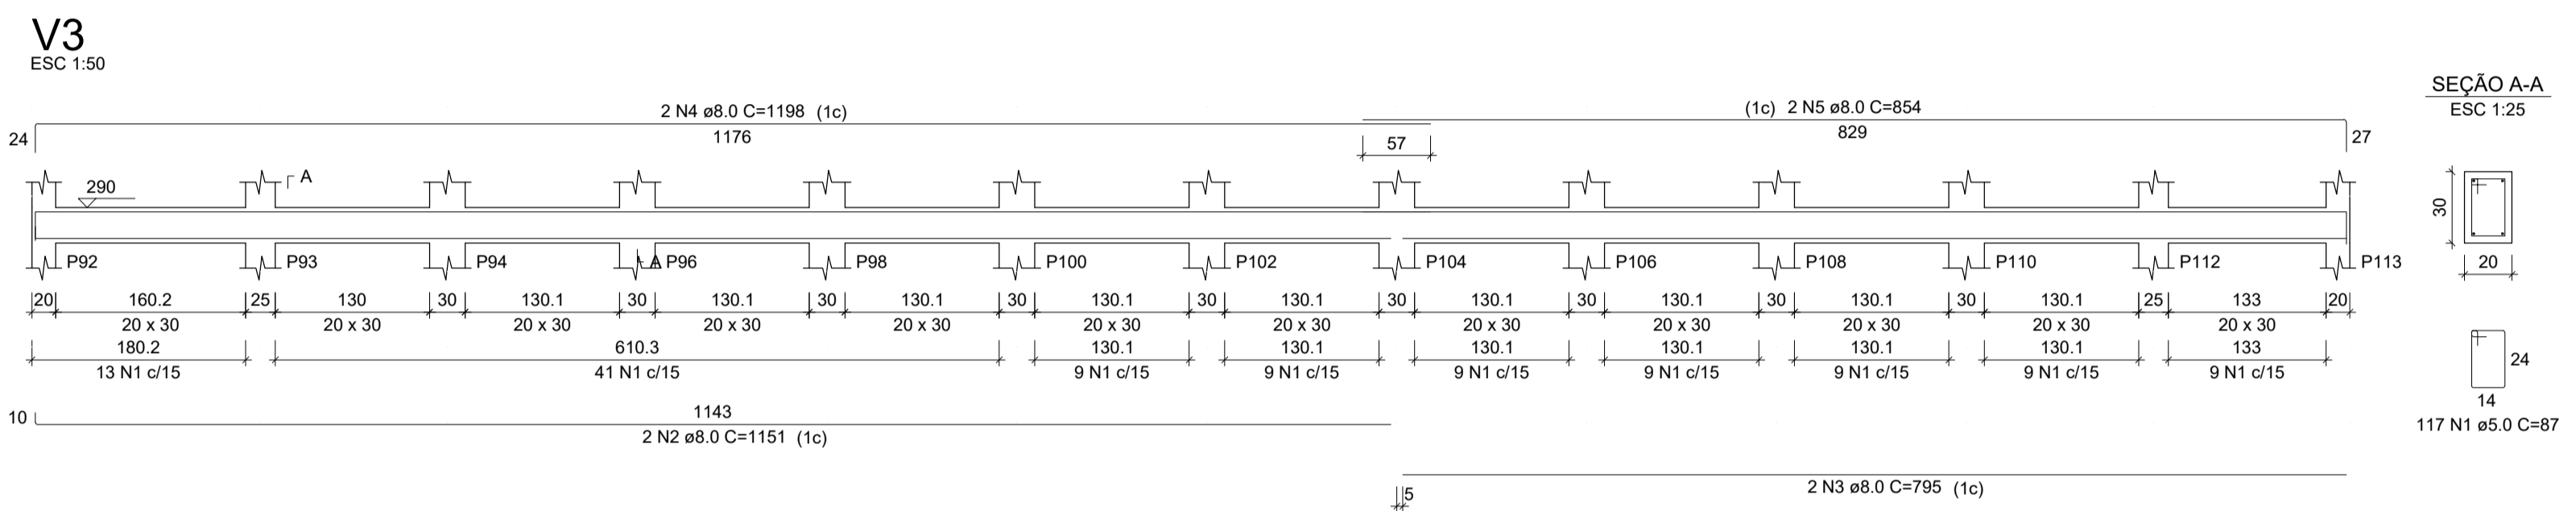 V3
ESC 1:50
2 N4 ø8.0 C=1198 (1c)
1176
24
(1c) 2 N5 ø8.0 C=854
829
27
57
290
A
A
P92
P93
P94
P96
P98
P100
P102
P104
P106
P108
P110
P112
P113
20 160.2 25 130 30 130.1 30 130.1 30 130.1 30 130.1 30 130.1 30 130.1 30 130.1 30 130.1 30 130.1 25 133 20
20 x 30 20 x 30 20 x 30 20 x 30 20 x 30 20 x 30 20 x 30 20 x 30 20 x 30 20 x 30 20 x 30 20 x 30
180.2 610.3 130.1 130.1 130.1 130.1 130.1 130.1 133
13 N1 c/15 41 N1 c/15 9 N1 c/15 9 N1 c/15 9 N1 c/15 9 N1 c/15 9 N1 c/15 9 N1 c/15 9 N1 c/15
10
1143
2 N2 ø8.0 C=1151 (1c)
5
2 N3 ø8.0 C=795 (1c)
SEÇÃO A-A
ESC 1:25
30
20
24
14
117 N1 ø5.0 C=87